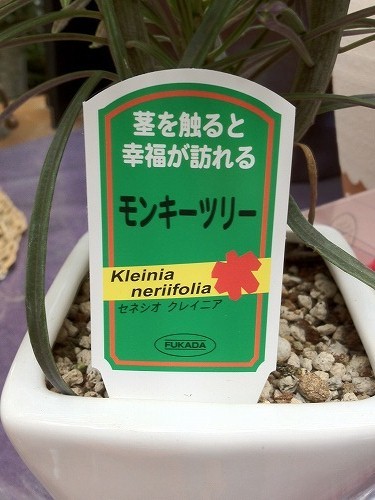 茎を触ると
幸福が訪れる
モンキーツリー
Kleinia
neriifolia
セネシオ クレイニア
FUKADA